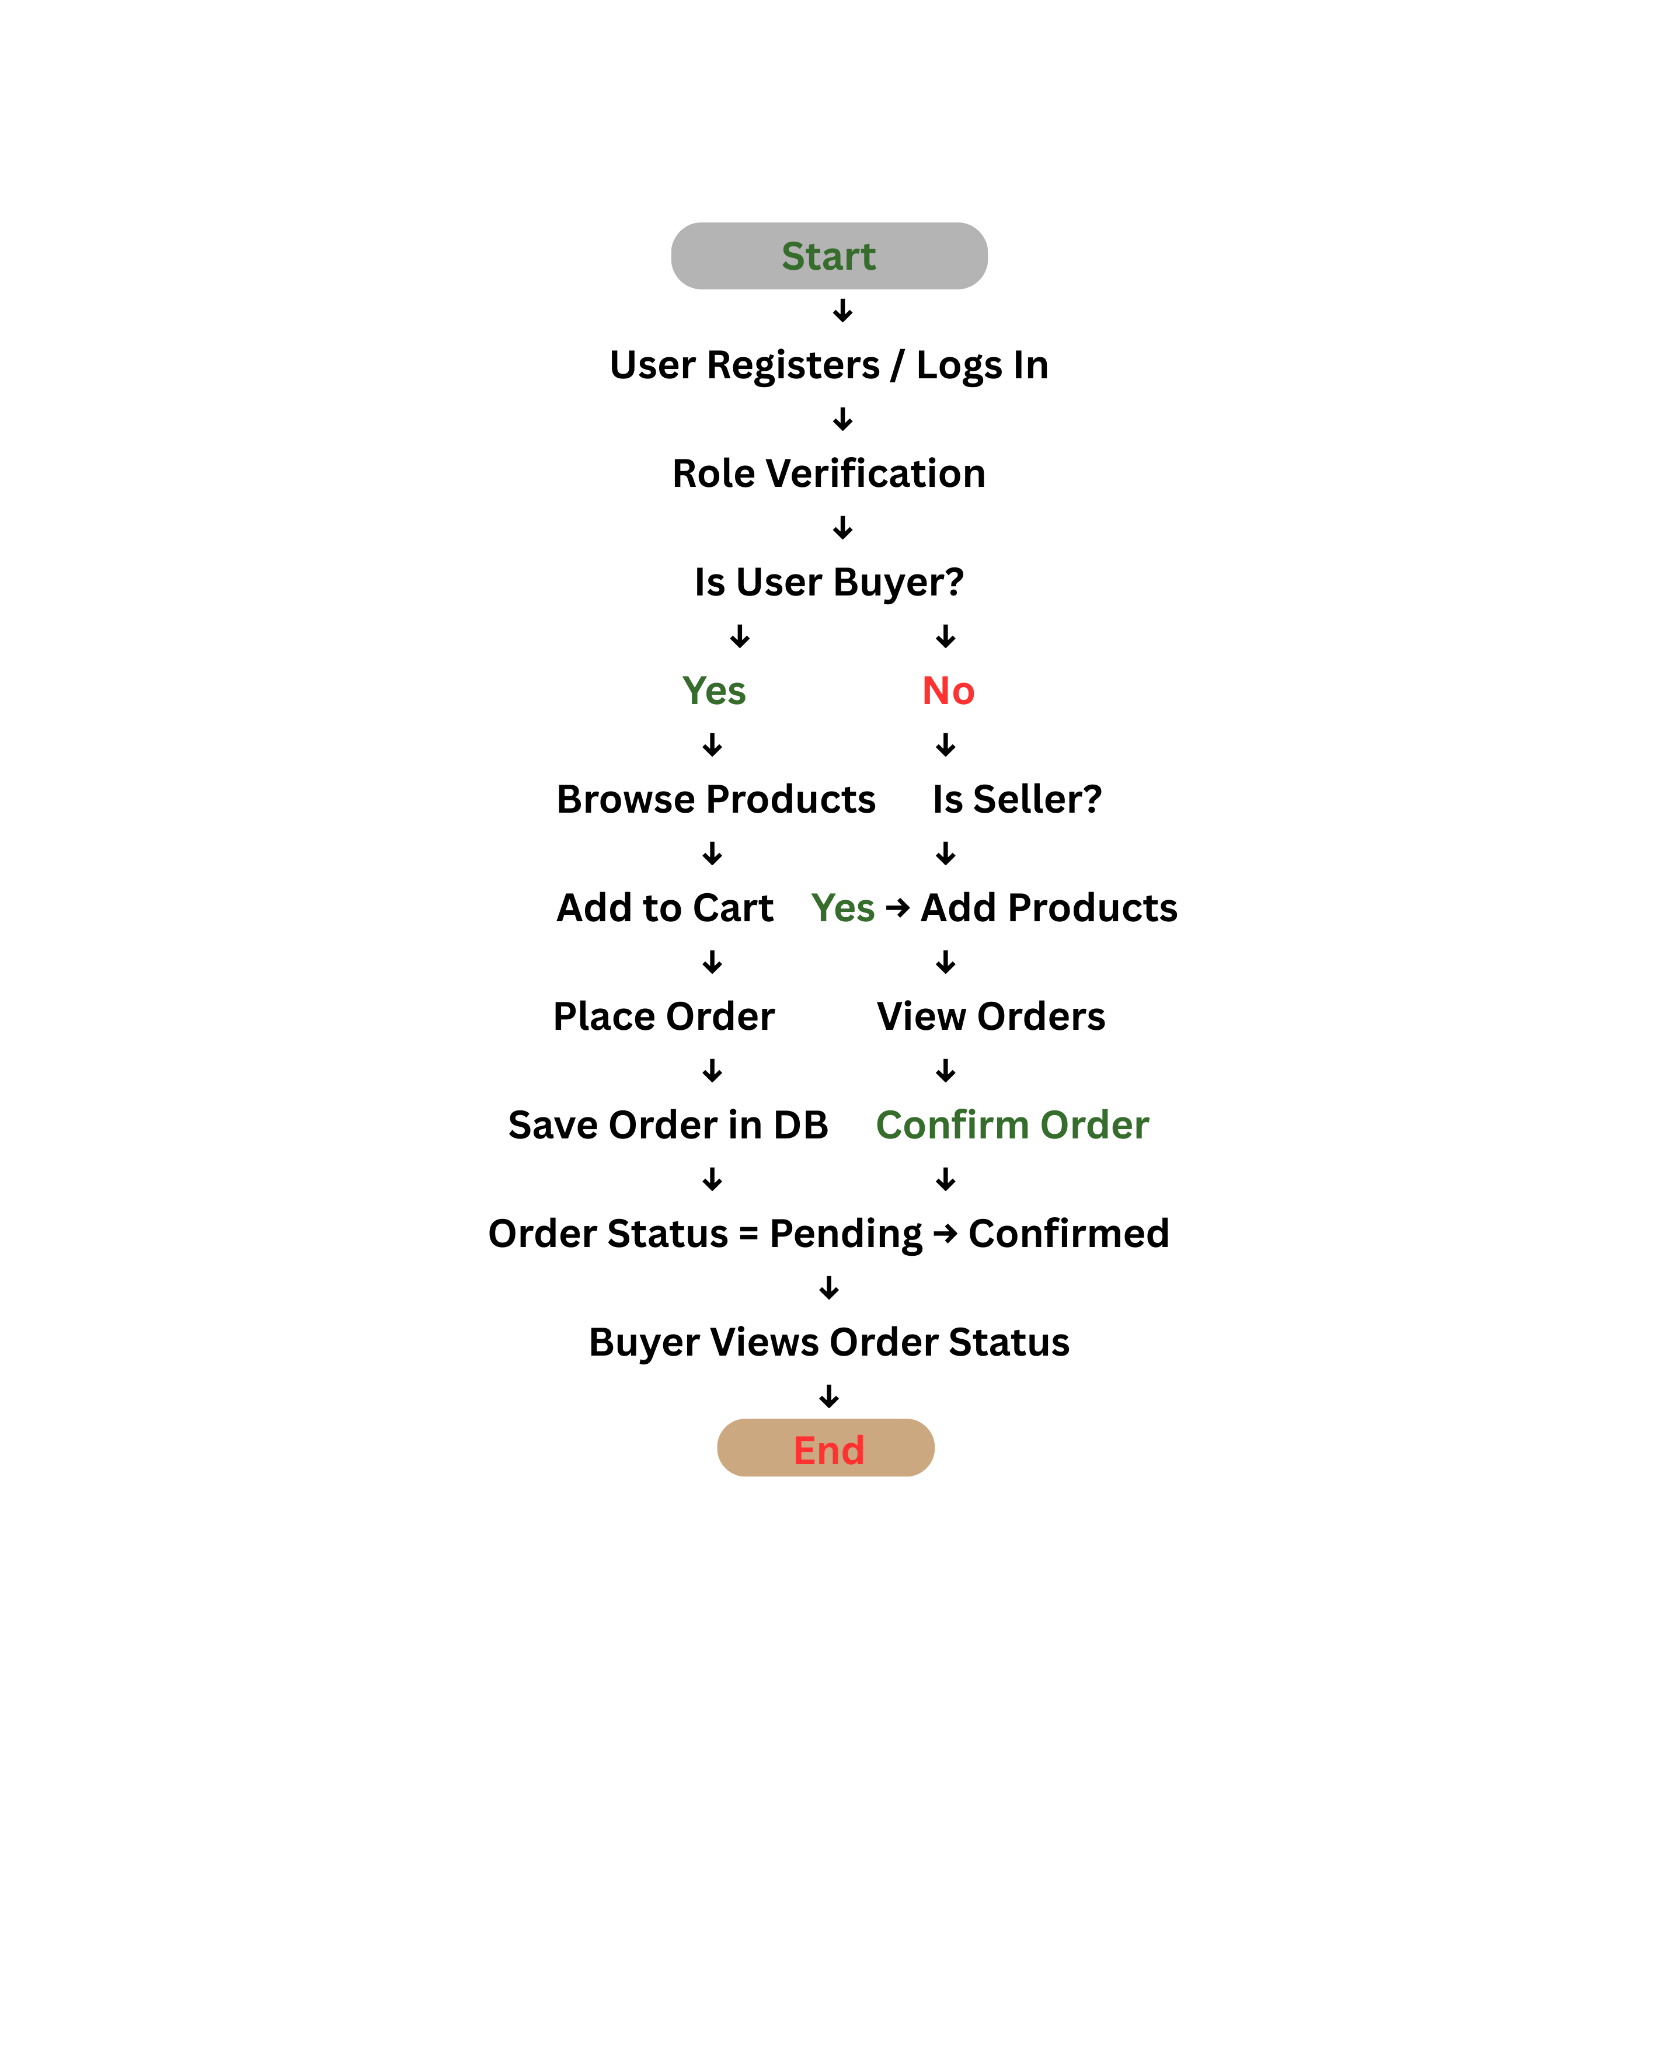 Start
↓
User Registers / Logs In
↓
Role Verification
↓
Is User Buyer?
↓ ↓
Yes No
↓ ↓
Browse Products Is Seller?
↓ ↓
Add to Cart Yes → Add Products
↓ ↓
Place Order View Orders
↓ ↓
Save Order in DB Confirm Order
↓ ↓
Order Status = Pending → Confirmed
↓
Buyer Views Order Status
↓
End